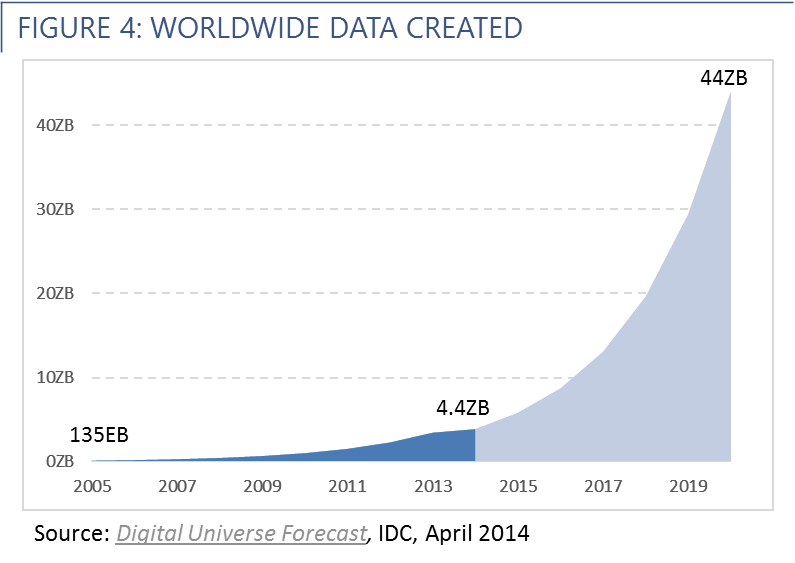 FIGURE 4: WORLDWIDE DATA CREATED
44ZB
40ZB
30ZB
20ZB
10ZB
4.4ZB
135EB
0ZB
2005 2007 2009 2011 2013 2015 2017 2019
Source: Digital Universe Forecast, IDC, April 2014